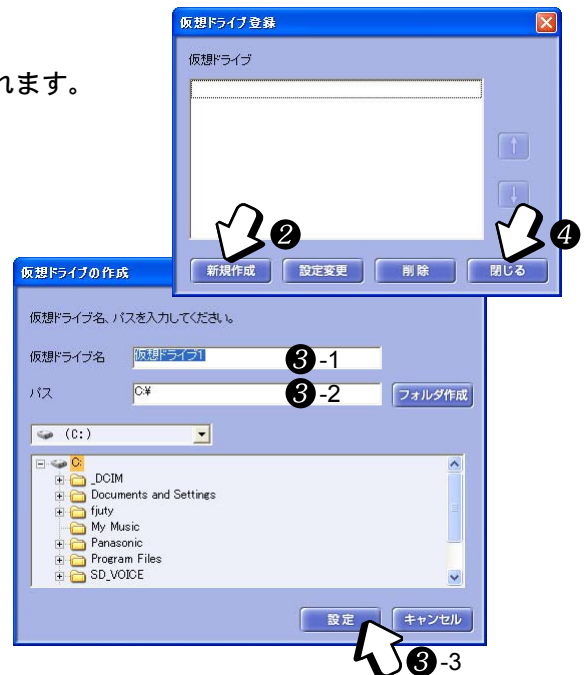 れます。
仮想ドライブ登録
仮想ドライブ
❷
❹
新規作成 設定変更 削除 閉じる
仮想ドライブの作成
仮想ドライブ名、パスを入力してください。
仮想ドライブ名 仮想ドライブ1 ❸-1
パス C:¥ ❸-2 フォルダ作成
(C:)
C:
_DCIM
Documents and Settings
fjuty
My Music
Panasonic
Program Files
SD_VOICE
設定 キャンセル
❸-3